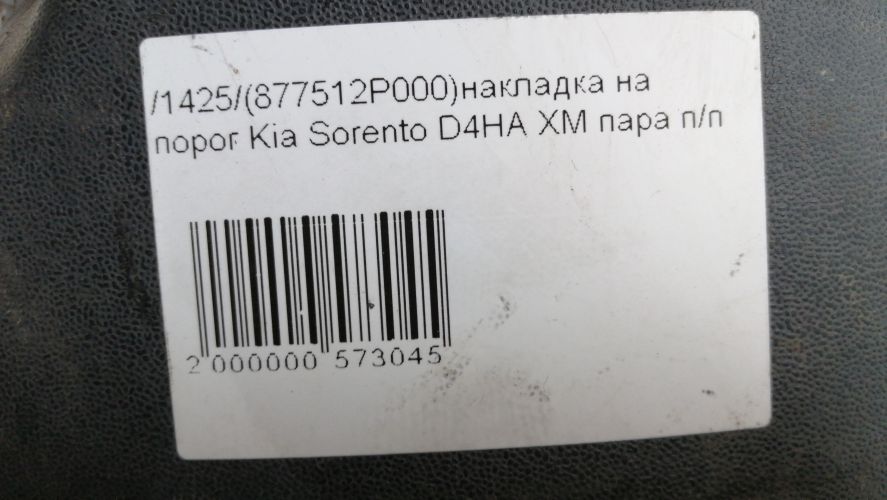 /1425/(877512P000)накладка на
порог Kia Sorento D4HA XM пара п/п
2 000000 573045